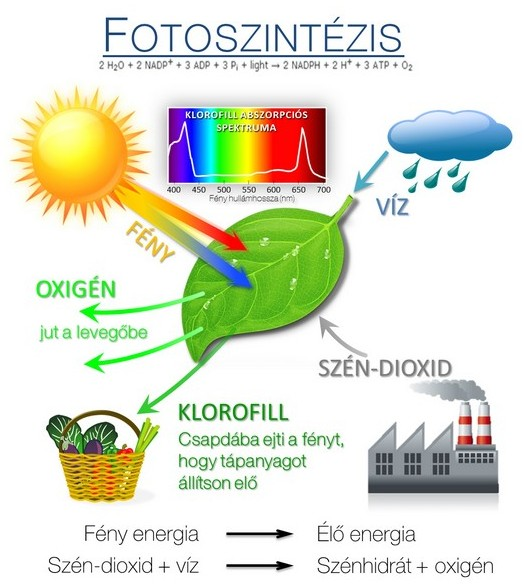 FOTOSZINTÉZIS
2 H₂O + 2 NADP⁺ + 3 ADP + 3 Pᵢ + light → 2 NADPH + 2 H⁺ + 3 ATP + O₂
KLOROFILL ABSZORPCIÓS
SPEKTRUMA
400 450 500 550 600 650 700
Fény hullámhossza (nm)
VÍZ
FÉNY
OXIGÉN
jut a levegőbe
SZÉN-DIOXID
KLOROFILL
Csapdába ejti a fényt,
hogy tápanyagot
állítson elő
Fény energia → Élő energia
Szén-dioxid + víz → Szénhidrát + oxigén